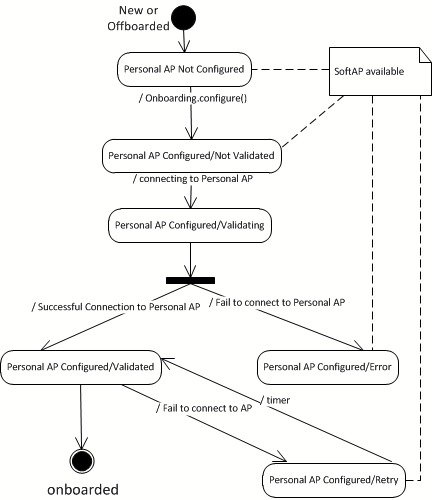 New or
Offboarded
Personal AP Not Configured
SoftAP available
/ Onboarding.configure()
Personal AP Configured/Not Validated
/ connecting to Personal AP
Personal AP Configured/Validating
/ Successful Connection to Personal AP
/ Fail to connect to Personal AP
Personal AP Configured/Validated
Personal AP Configured/Error
/ timer
/ Fail to connect to AP
Personal AP Configured/Retry
onboarded